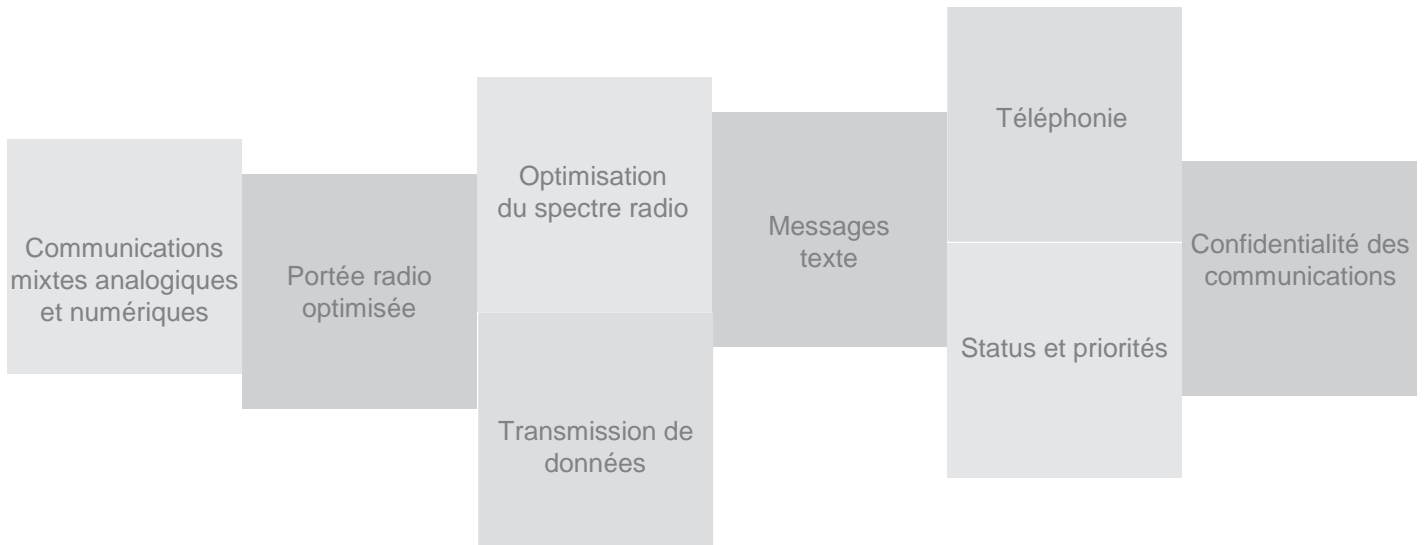 Communications
mixtes analogiques
et numériques
Portée radio
optimisée
Optimisation
du spectre radio
Transmission de
données
Messages
texte
Téléphonie
Status et priorités
Confidentialité des
communications